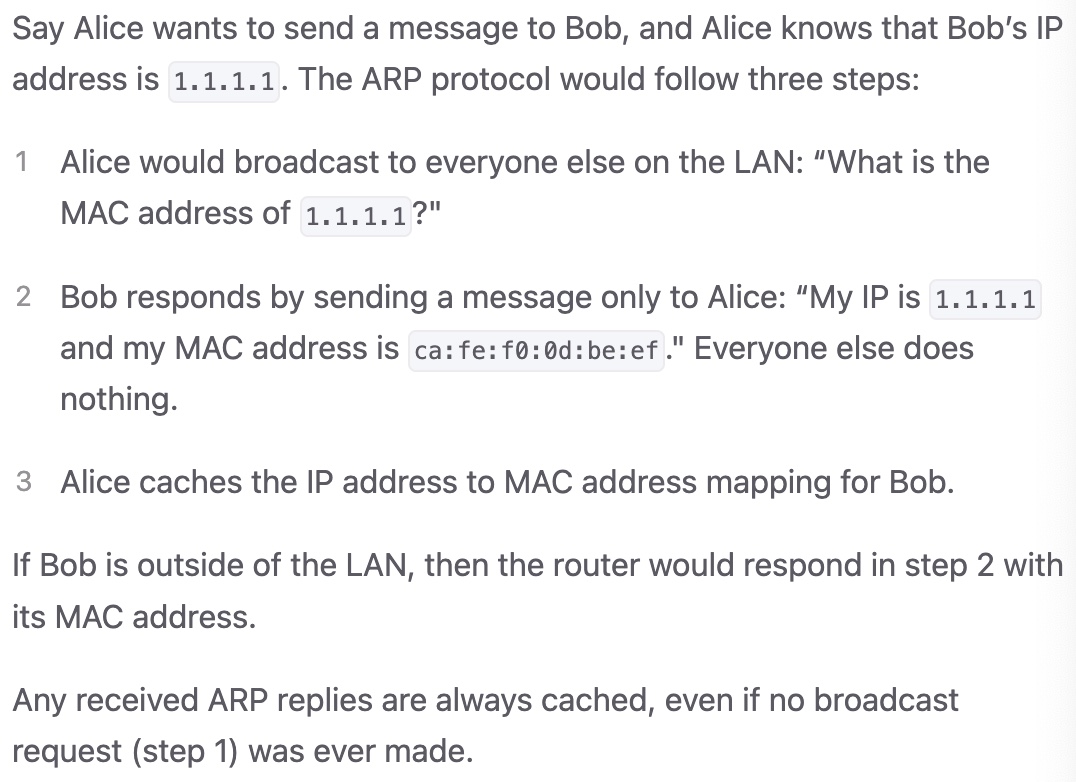 Say Alice wants to send a message to Bob, and Alice knows that Bob’s IP
address is 1.1.1.1. The ARP protocol would follow three steps:
1 Alice would broadcast to everyone else on the LAN: “What is the
MAC address of 1.1.1.1?"
2 Bob responds by sending a message only to Alice: “My IP is 1.1.1.1
and my MAC address is ca:fe:f0:0d:be:ef." Everyone else does
nothing.
3 Alice caches the IP address to MAC address mapping for Bob.
If Bob is outside of the LAN, then the router would respond in step 2 with
its MAC address.
Any received ARP replies are always cached, even if no broadcast
request (step 1) was ever made.